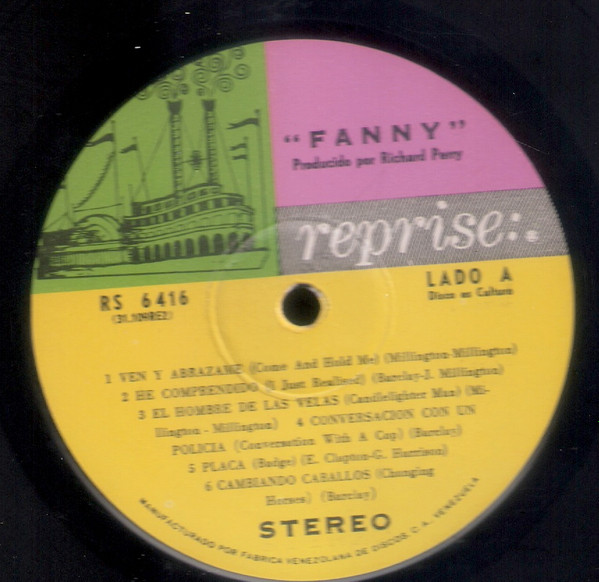 "FANNY"
Producido por Richard Perry
reprise:
RS 6416
(31.109RE2)
LADO A
Disco es Cultura
1 VEN Y ABRAZAME (Come And Hold Me) (Millington-Millington)
2 HE COMPRENDIDO (I Just Realised) (Barclay-J. Millington)
3 EL HOMBRE DE LAS VELAS (Candlelighter Man) (Mi-
llington - Millington) 4 CONVERSACION CON UN
POLICIA (Conversation With A Cop) (Barclay)
5 PLACA (Badge) (E. Clapton-G. Harrison)
6 CAMBIANDO CABALLOS (Changing
Horses) (Barclay)
STEREO
MANUFACTURADO POR FABRICA VENEZOLANA DE DISCOS, C.A. VENEZUELA